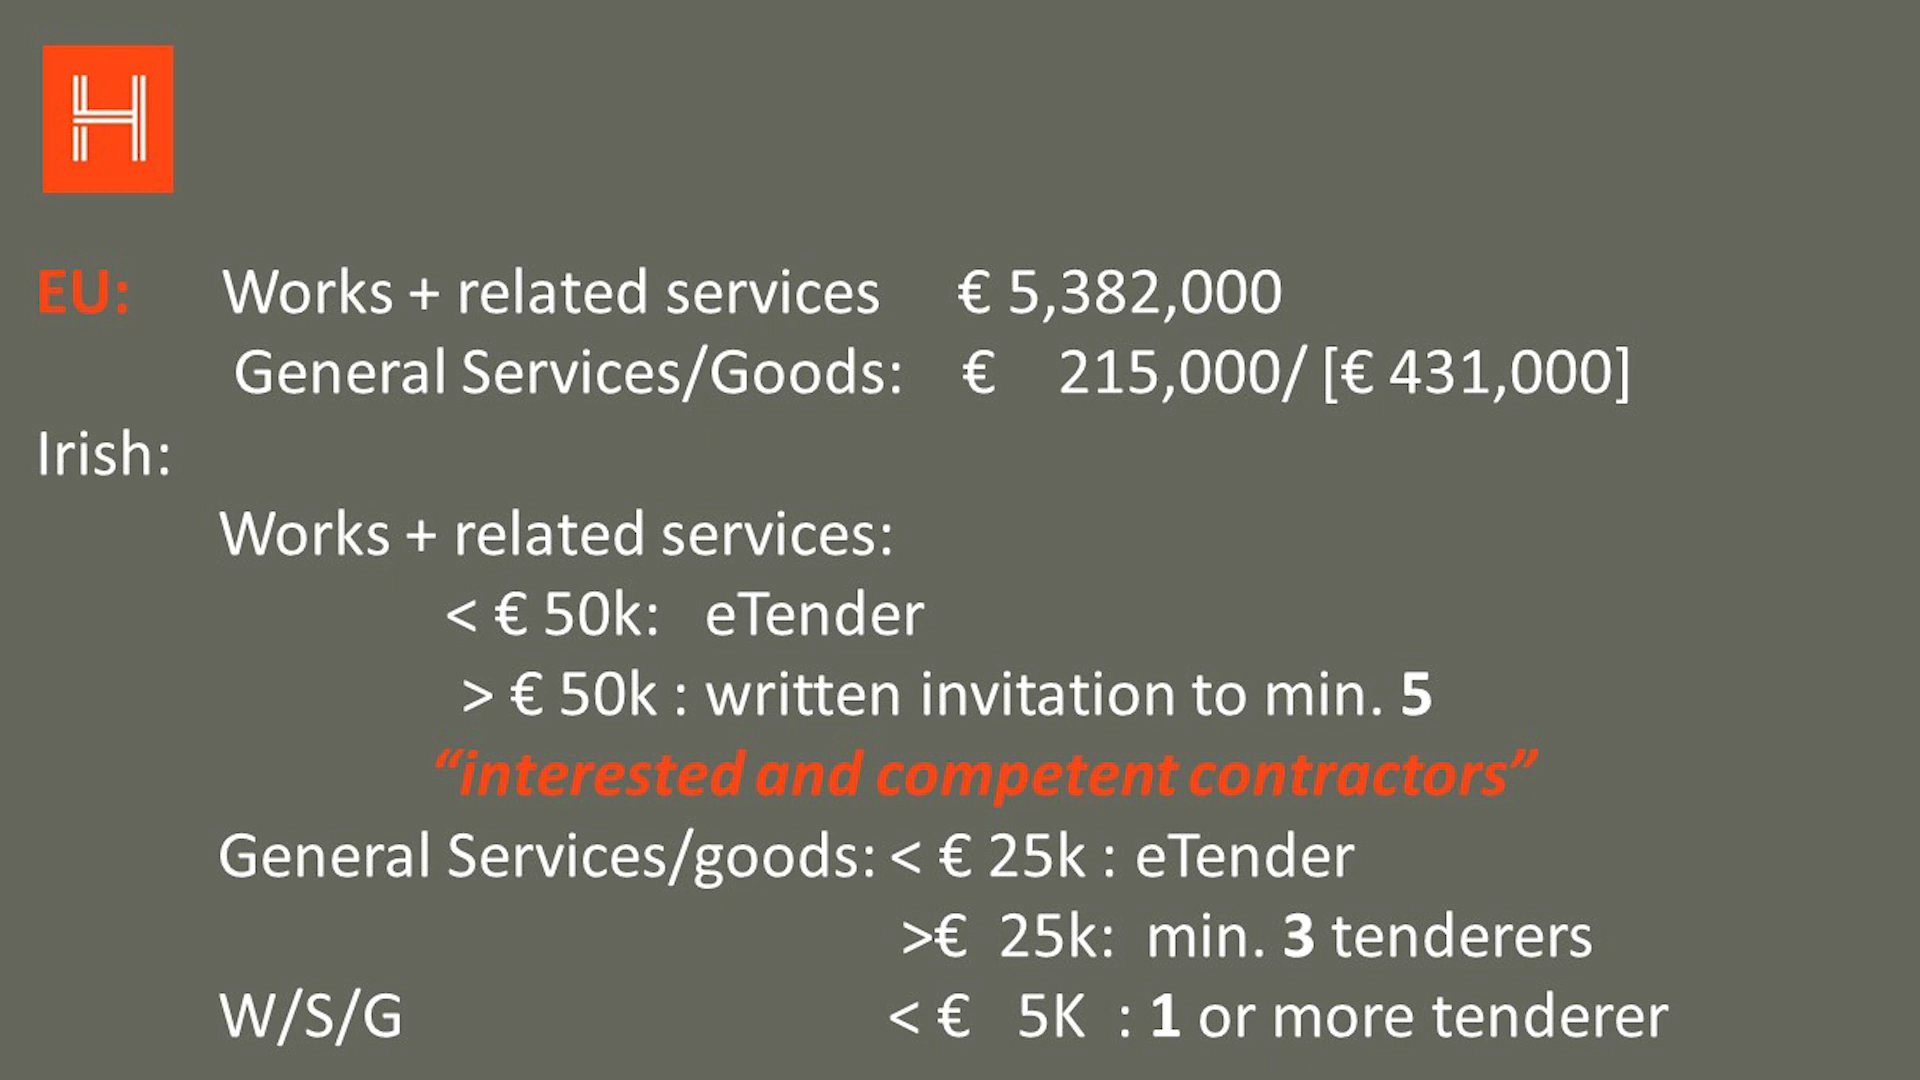 H
EU: Works + related services € 5,382,000
General Services/Goods: € 215,000/ [€ 431,000]
Irish:
Works + related services:
< € 50k: eTender
> € 50k : written invitation to min. 5
“interested and competent contractors”
General Services/goods: < € 25k : eTender
>€ 25k: min. 3 tenderers
W/S/G < € 5K : 1 or more tenderer